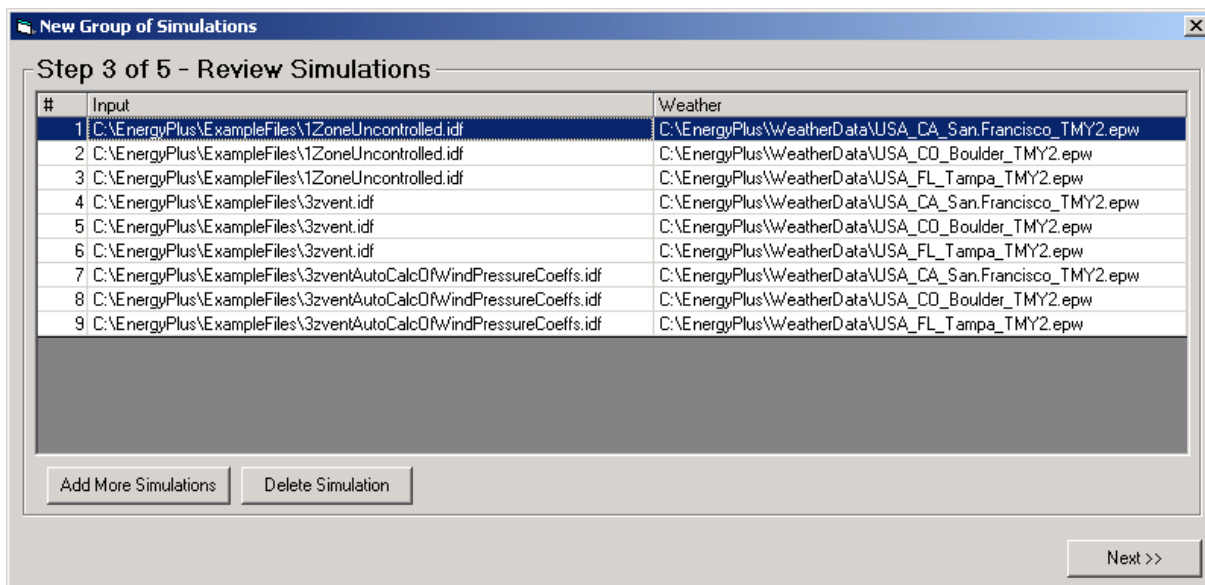 New Group of Simulations
Step 3 of 5 - Review Simulations
# Input Weather
1 C:\EnergyPlus\ExampleFiles\1ZoneUncontrolled.idf C:\EnergyPlus\WeatherData\USA_CA_San.Francisco_TMY2.epw
2 C:\EnergyPlus\ExampleFiles\1ZoneUncontrolled.idf C:\EnergyPlus\WeatherData\USA_CO_Boulder_TMY2.epw
3 C:\EnergyPlus\ExampleFiles\1ZoneUncontrolled.idf C:\EnergyPlus\WeatherData\USA_FL_Tampa_TMY2.epw
4 C:\EnergyPlus\ExampleFiles\3zvent.idf C:\EnergyPlus\WeatherData\USA_CA_San.Francisco_TMY2.epw
5 C:\EnergyPlus\ExampleFiles\3zvent.idf C:\EnergyPlus\WeatherData\USA_CO_Boulder_TMY2.epw
6 C:\EnergyPlus\ExampleFiles\3zvent.idf C:\EnergyPlus\WeatherData\USA_FL_Tampa_TMY2.epw
7 C:\EnergyPlus\ExampleFiles\3zventAutoCalcOfWindPressureCoeffs.idf C:\EnergyPlus\WeatherData\USA_CA_San.Francisco_TMY2.epw
8 C:\EnergyPlus\ExampleFiles\3zventAutoCalcOfWindPressureCoeffs.idf C:\EnergyPlus\WeatherData\USA_CO_Boulder_TMY2.epw
9 C:\EnergyPlus\ExampleFiles\3zventAutoCalcOfWindPressureCoeffs.idf C:\EnergyPlus\WeatherData\USA_FL_Tampa_TMY2.epw
Add More Simulations Delete Simulation
Next >>